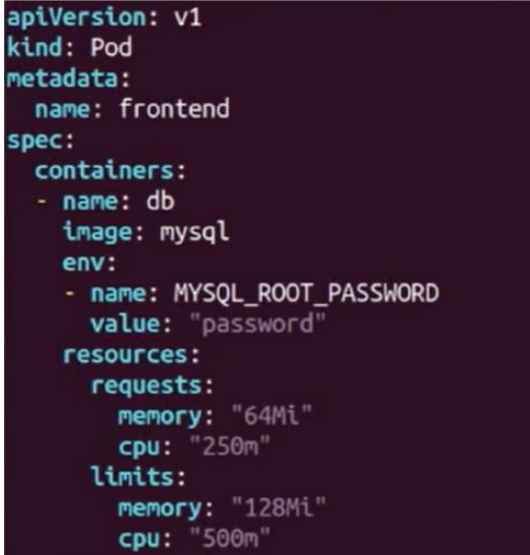 apiVersion: v1
kind: Pod
metadata:
  name: frontend
spec:
  containers:
  - name: db
    image: mysql
    env:
    - name: MYSQL_ROOT_PASSWORD
      value: "password"
    resources:
      requests:
        memory: "64Mi"
        cpu: "250m"
      limits:
        memory: "128Mi"
        cpu: "500m"